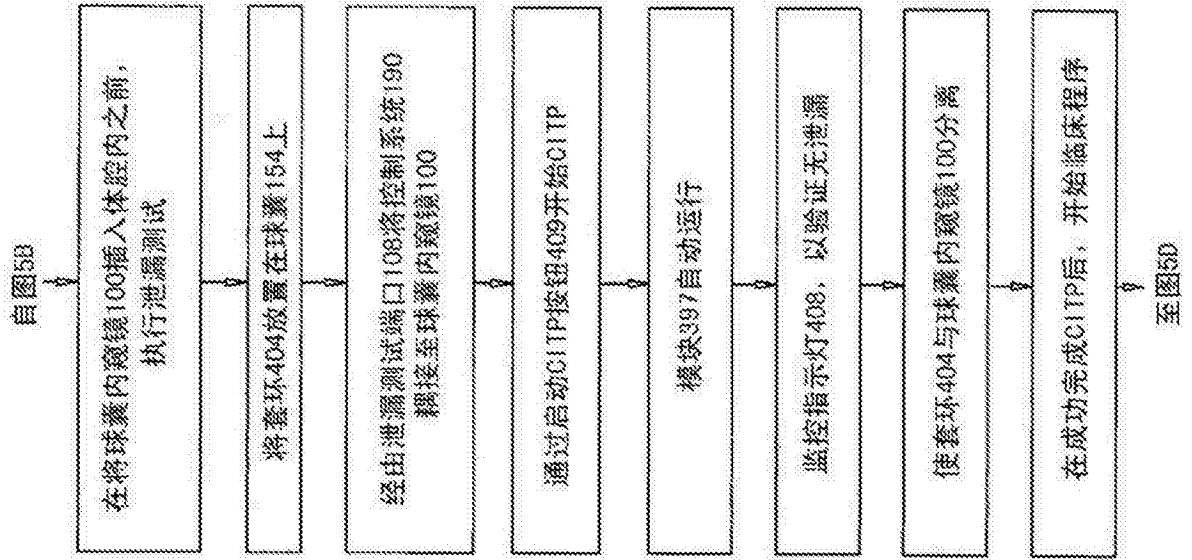 自图5B
在将球囊内窥镜100插入体腔内之前，
执行泄漏测试
将套环404放置在球囊154上
经由泄漏测试端口108将控制系统190
耦接至球囊内窥镜100
通过启动CITP按钮409开始CITP
模块397自动运行
监控指示灯408，以验证无泄漏
使套环404与球囊内窥镜100分离
在成功完成CITP后，开始临床程序
至图5D